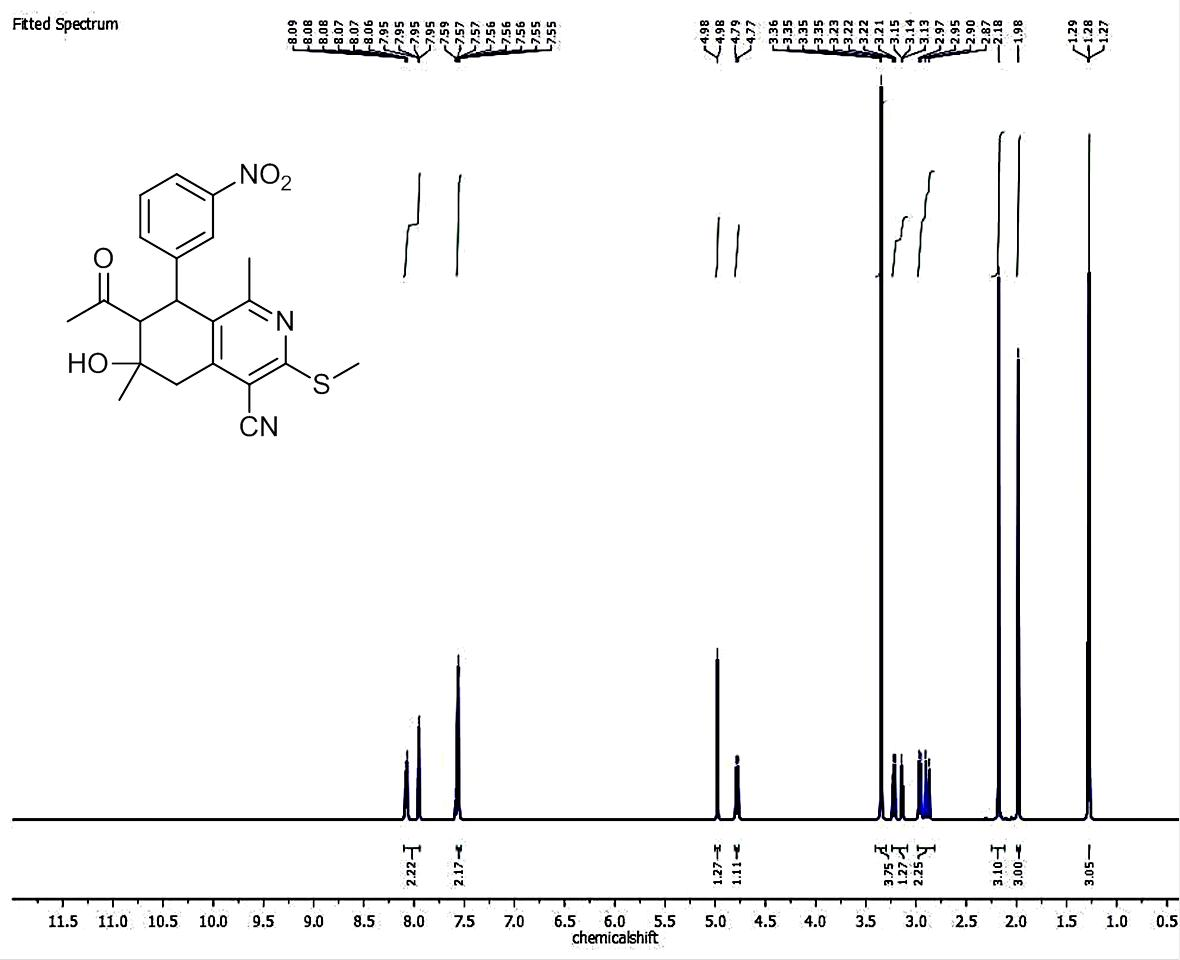 Fitted Spectrum
8.09 8.08 8.08 8.07 8.07 8.06 7.95 7.95 7.95 7.95 7.59 7.57 7.57 7.56 7.56 7.56 7.55 7.55
4.98 4.98 4.79 4.77
3.36 3.35 3.35 3.35 3.23 3.22 3.22 3.21 3.15 3.14 3.13 2.97 2.95 2.90 2.87 2.18 1.98
1.29 1.28 1.27
NO2
O
N
HO
S
CN
2.22 2.17 1.27 1.11 3.75 1.27 2.25 3.10 3.00 3.05
11.5 11.0 10.5 10.0 9.5 9.0 8.5 8.0 7.5 7.0 6.5 6.0 5.5 5.0 4.5 4.0 3.5 3.0 2.5 2.0 1.5 1.0 0.5
chemicalshift